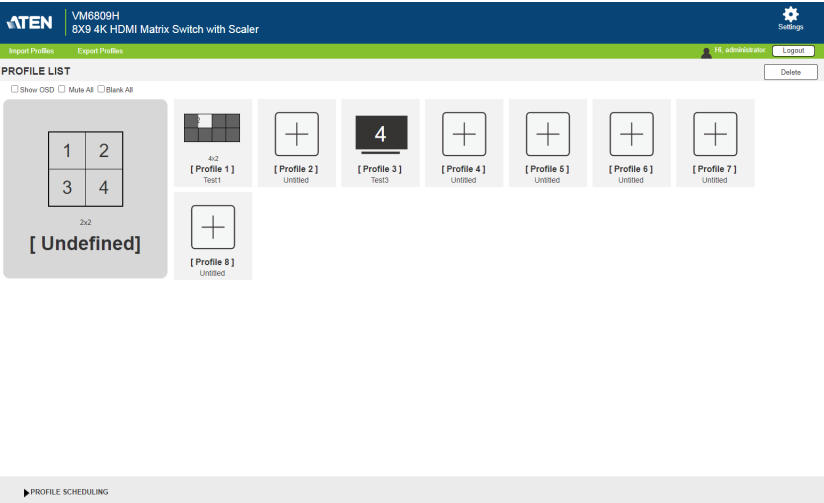 ATEN
VM6809H
8X9 4K HDMI Matrix Switch with Scaler
Settings
Import Profiles Export Profiles
Hi, administrator Logout
PROFILE LIST
Delete
Show OSD Mute All Blank All
1 2
3 4
2x2
[ Undefined]
2
4x2
[ Profile 1 ]
Test1
[ Profile 2 ]
Untitled
4
[ Profile 3 ]
Test3
[ Profile 4 ]
Untitled
[ Profile 5 ]
Untitled
[ Profile 6 ]
Untitled
[ Profile 7 ]
Untitled
[ Profile 8 ]
Untitled
PROFILE SCHEDULING